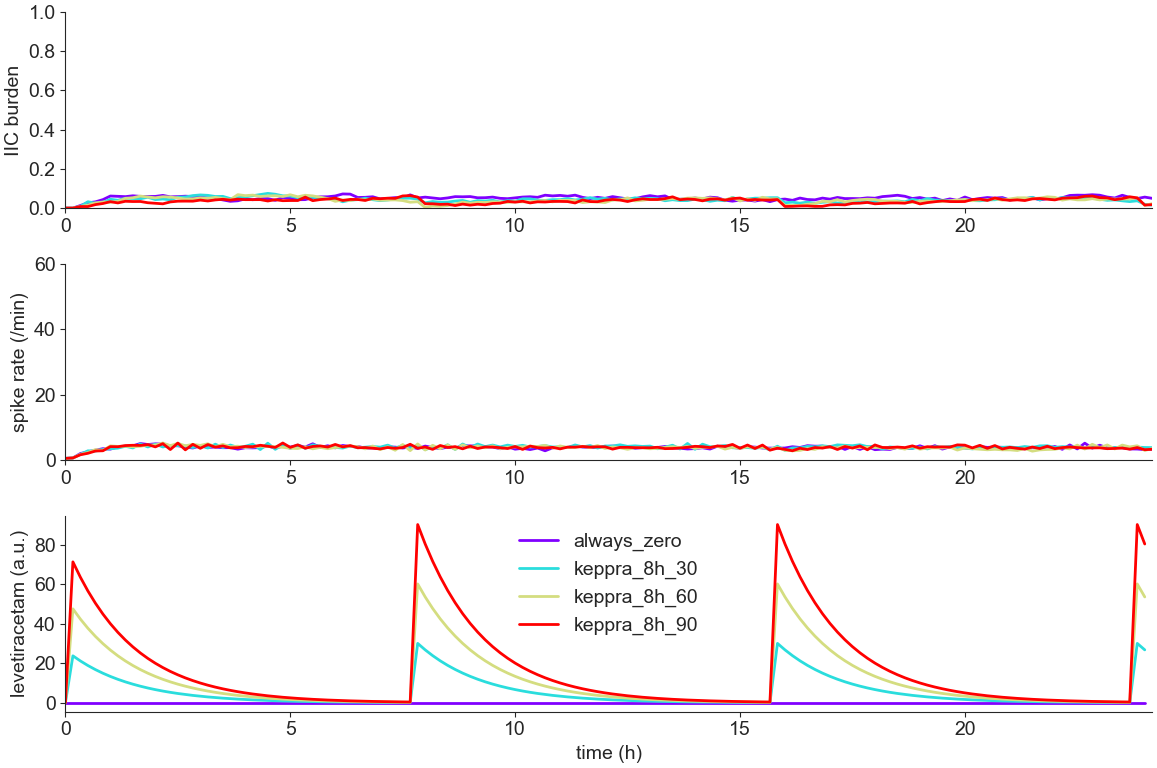 IIC burden
1.0
0.8
0.6
0.4
0.2
0.0
0 5 10 15 20
spike rate (/min)
60
40
20
0
0 5 10 15 20
levetiracetam (a.u.)
80
60
40
20
0
always_zero
keppra_8h_30
keppra_8h_60
keppra_8h_90
0 5 10 15 20
time (h)